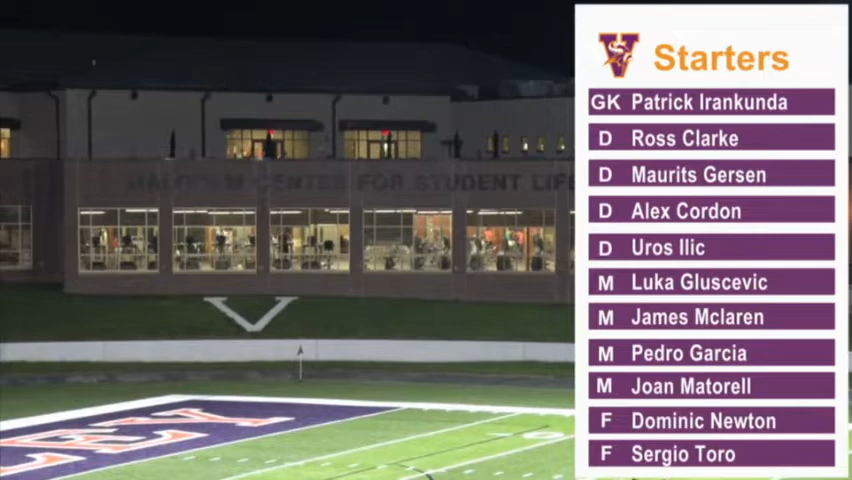 V
Starters
GK Patrick Irankunda
D Ross Clarke
D Maurits Gersen
D Alex Cordon
D Uros Ilic
M Luka Gluscevic
M James Mclaren
M Pedro Garcia
M Joan Matorell
F Dominic Newton
F Sergio Toro
CENTER FOR STUDENT LIFE
V
LEY